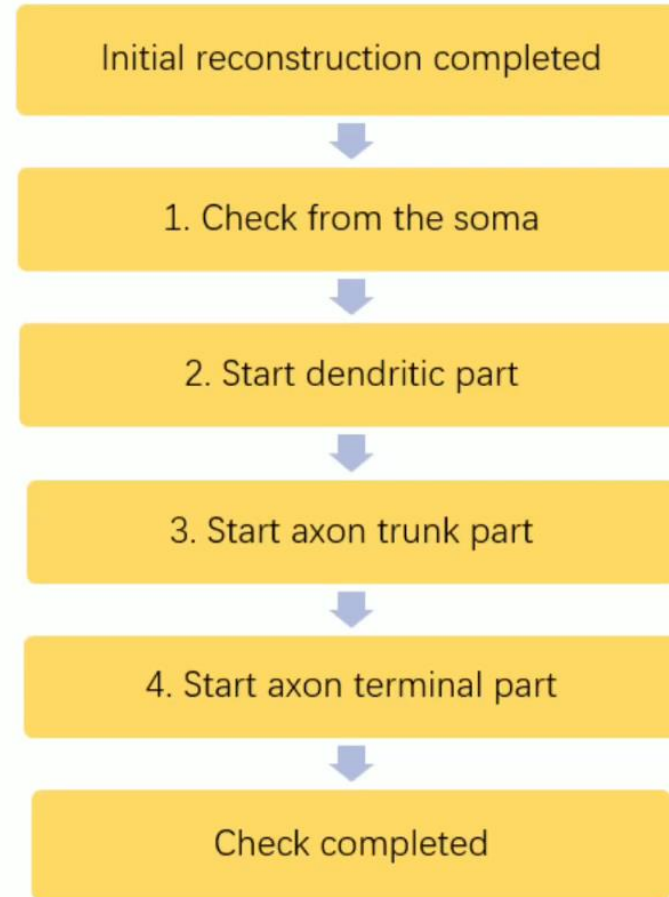 Initial reconstruction completed
1. Check from the soma
2. Start dendritic part
3. Start axon trunk part
4. Start axon terminal part
Check completed